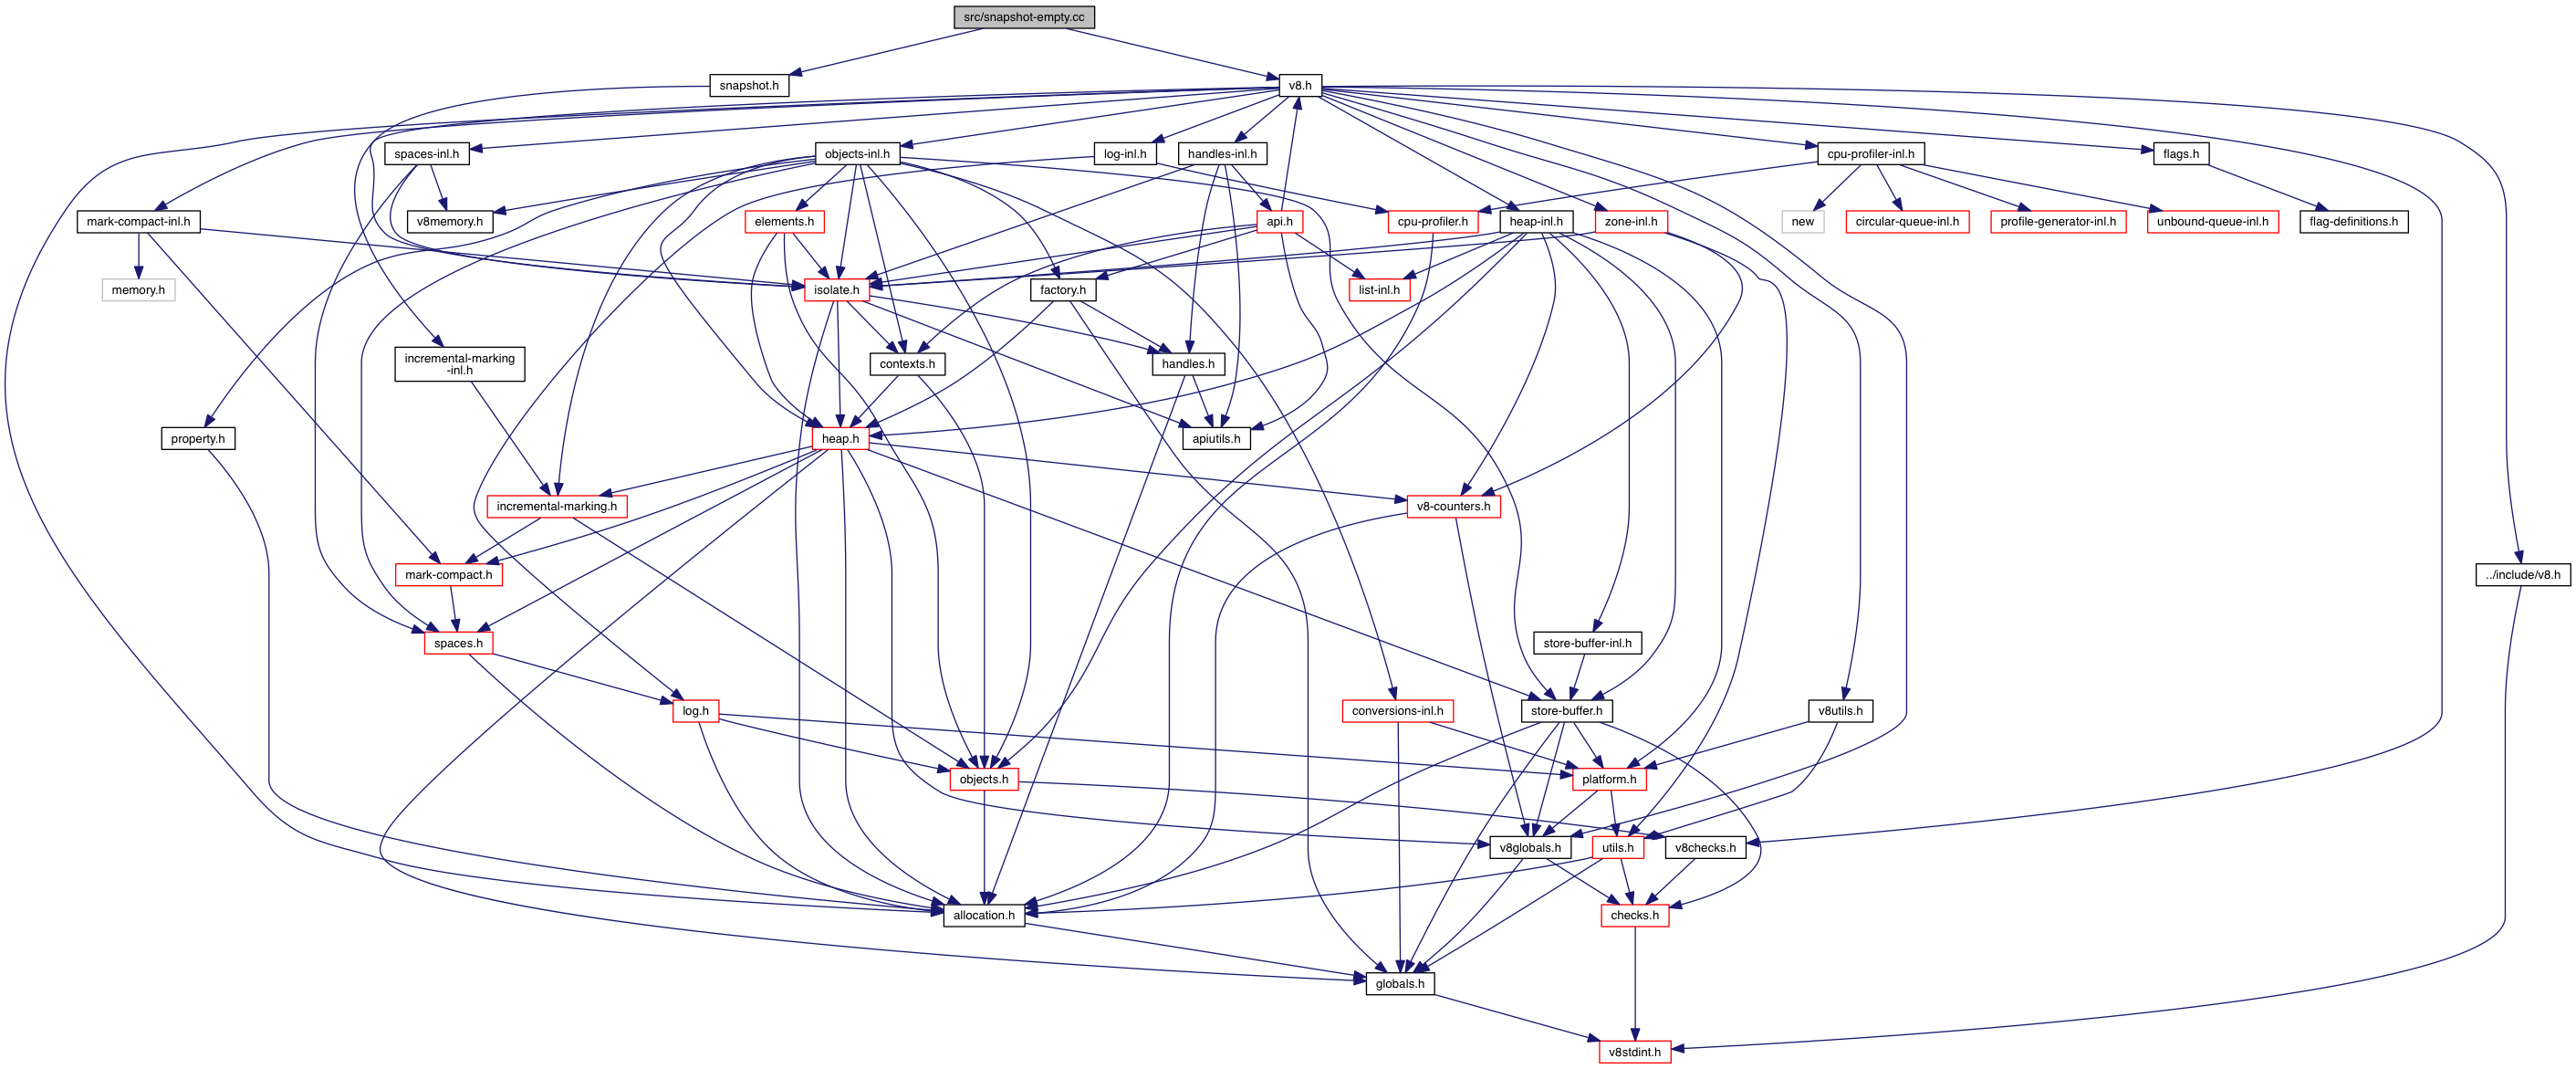 src/snapshot-empty.cc
snapshot.h
v8.h
spaces-inl.h
objects-inl.h
log-inl.h
handles-inl.h
cpu-profiler-inl.h
flags.h
mark-compact-inl.h
v8memory.h
elements.h
api.h
cpu-profiler.h
heap-inl.h
zone-inl.h
new
circular-queue-inl.h
profile-generator-inl.h
unbound-queue-inl.h
flag-definitions.h
memory.h
isolate.h
factory.h
list-inl.h
incremental-marking
-inl.h
contexts.h
handles.h
property.h
heap.h
apiutils.h
incremental-marking.h
v8-counters.h
mark-compact.h
../include/v8.h
spaces.h
store-buffer-inl.h
log.h
conversions-inl.h
store-buffer.h
v8utils.h
objects.h
platform.h
v8globals.h
utils.h
v8checks.h
allocation.h
checks.h
globals.h
v8stdint.h